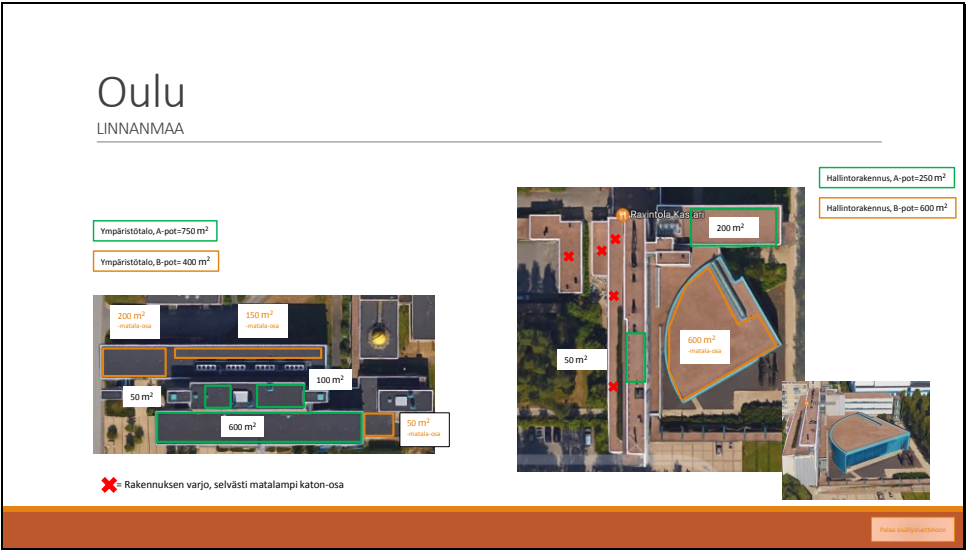 Oulu
LINNANMAA
Hallintorakennus, A-pot=250 m²
Hallintorakennus, B-pot= 600 m²
Ympäristötalo, A-pot=750 m²
Ympäristötalo, B-pot= 400 m²
Ravintola Kastari
200 m²
200 m²
-matala-osa
150 m²
-matala-osa
600 m²
-matala-osa
50 m²
100 m²
50 m²
600 m²
50 m²
-matala-osa
= Rakennuksen varjo, selvästi matalampi katon-osa
Palaa sisällysluetteloon